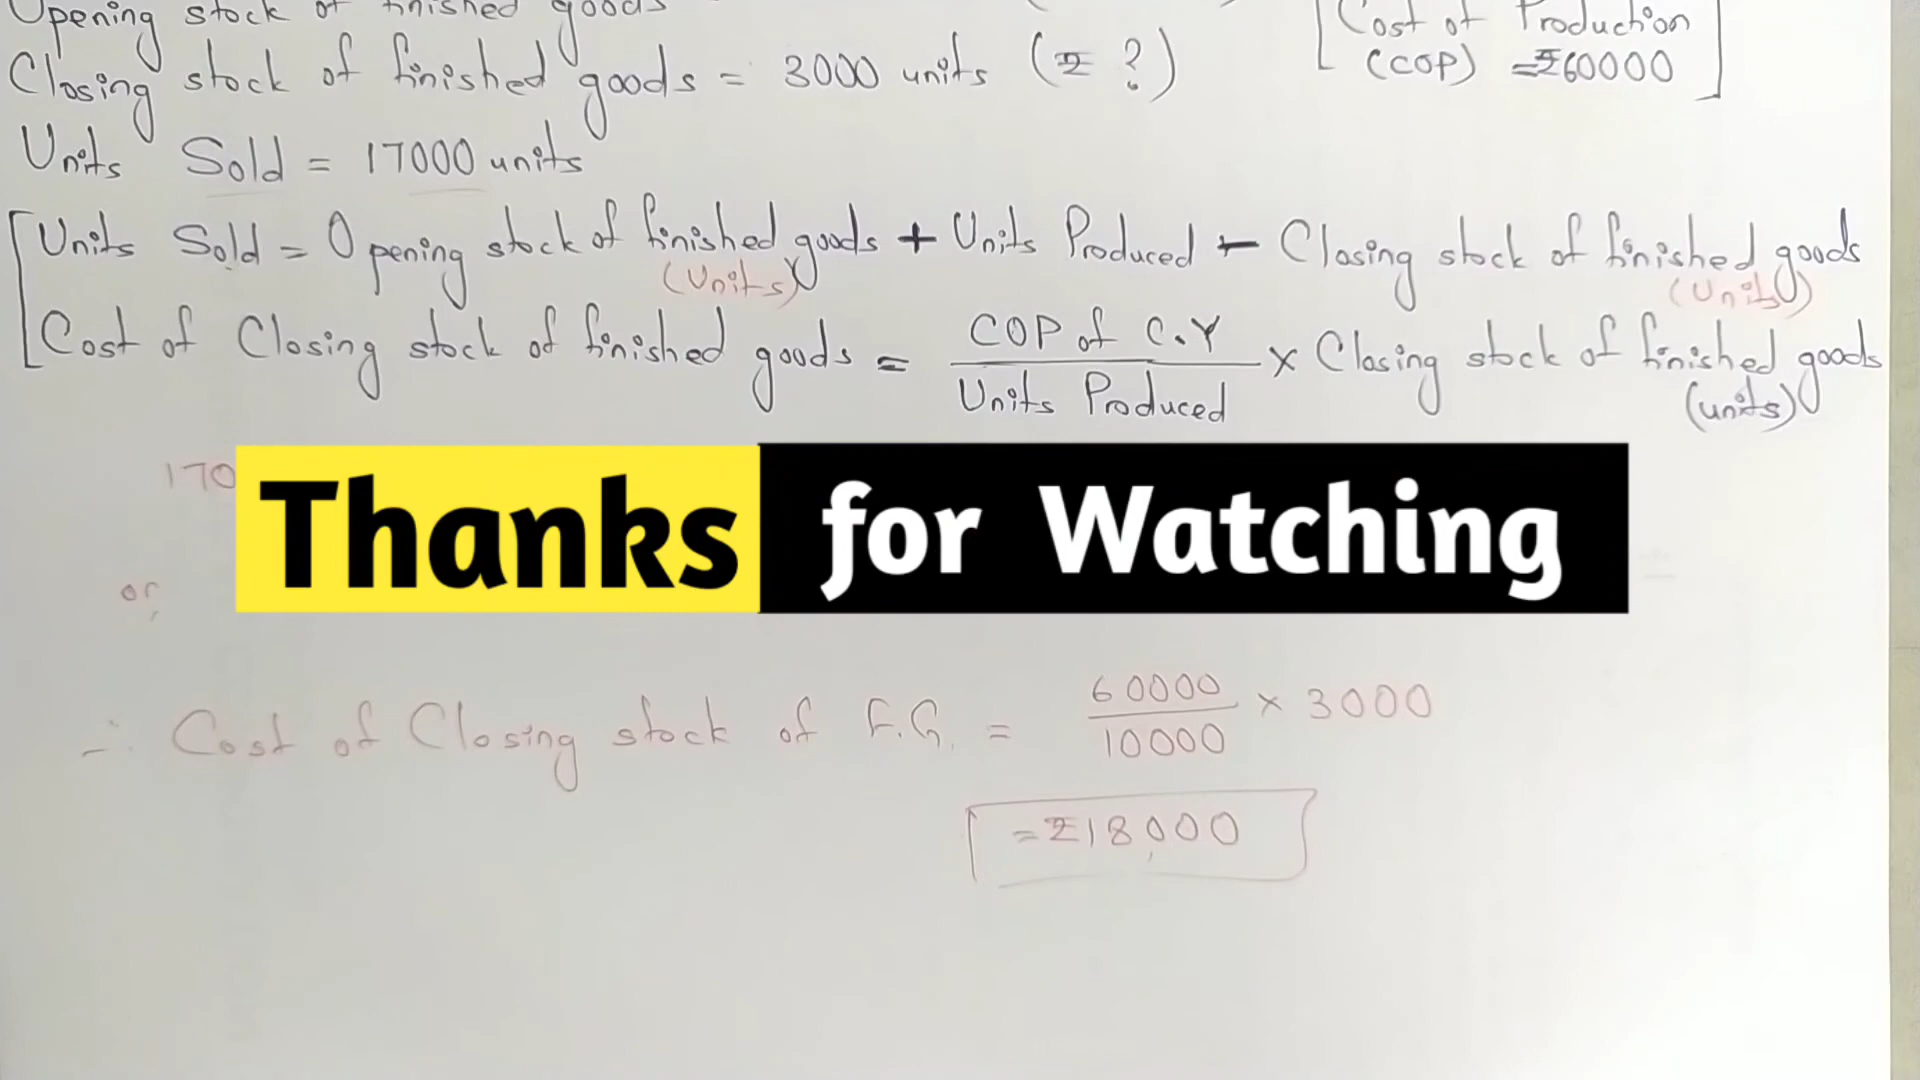 Opening stock of finished goods
Closing stock of finished goods = 3000 units (₹ ?)
[Cost of Production
(COP) = ₹60000]
Units Sold = 17000 units
Units Sold = Opening stock of finished goods + Units Produced - Closing stock of finished goods
(Units) (Units)
Cost of Closing stock of finished goods = COP of C.Y / Units Produced × Closing stock of finished goods
(units)
170
Thanks for Watching
or,
∴ Cost of Closing stock of F.G. = 60000 / 10000 × 3000
= ₹18,000